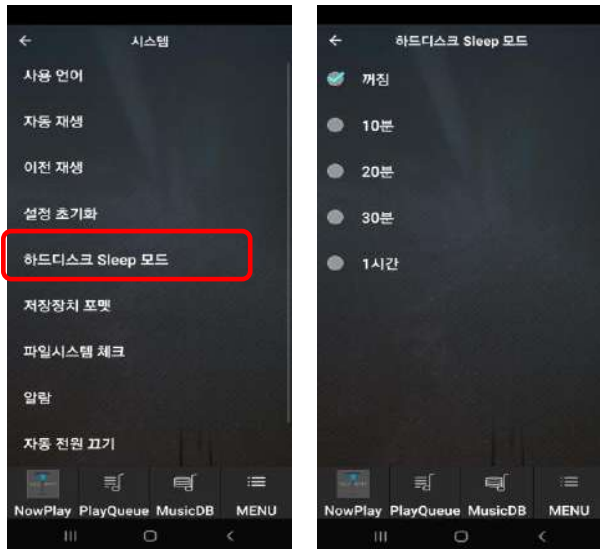 시스템
사용 언어
자동 재생
이전 재생
설정 초기화
하드디스크 Sleep 모드
저장장치 포맷
파일시스템 체크
알람
자동 전원 끄기
NowPlay PlayQueue MusicDB MENU
하드디스크 Sleep 모드
꺼짐
10분
20분
30분
1시간
NowPlay PlayQueue MusicDB MENU